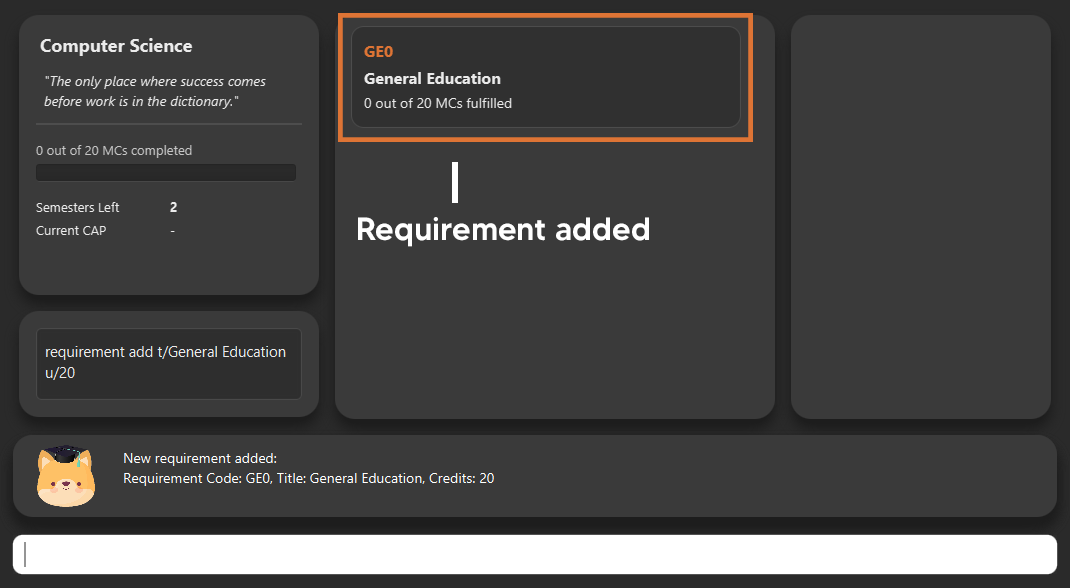 Computer Science
"The only place where success comes
before work is in the dictionary."
0 out of 20 MCs completed
Semesters Left 2
Current CAP -
requirement add t/General Education
u/20
GE0
General Education
0 out of 20 MCs fulfilled
Requirement added
New requirement added:
Requirement Code: GE0, Title: General Education, Credits: 20